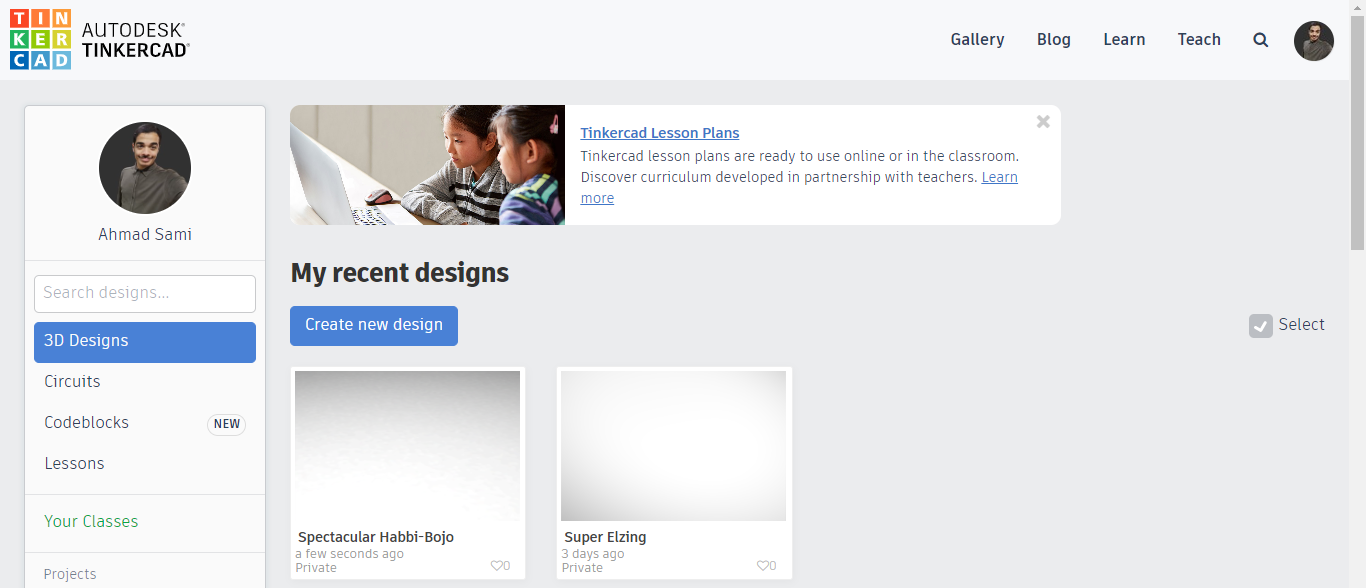 TIN
KER
CAD
AUTODESK®
TINKERCAD®
Gallery
Blog
Learn
Teach
Ahmad Sami
Search designs...
3D Designs
Circuits
Codeblocks
NEW
Lessons
Your Classes
Projects
Tinkercad Lesson Plans
Tinkercad lesson plans are ready to use online or in the classroom.
Discover curriculum developed in partnership with teachers. Learn
more
My recent designs
Create new design
Select
Spectacular Habbi-Bojo
a few seconds ago
Private
0
Super Elzing
3 days ago
Private
0